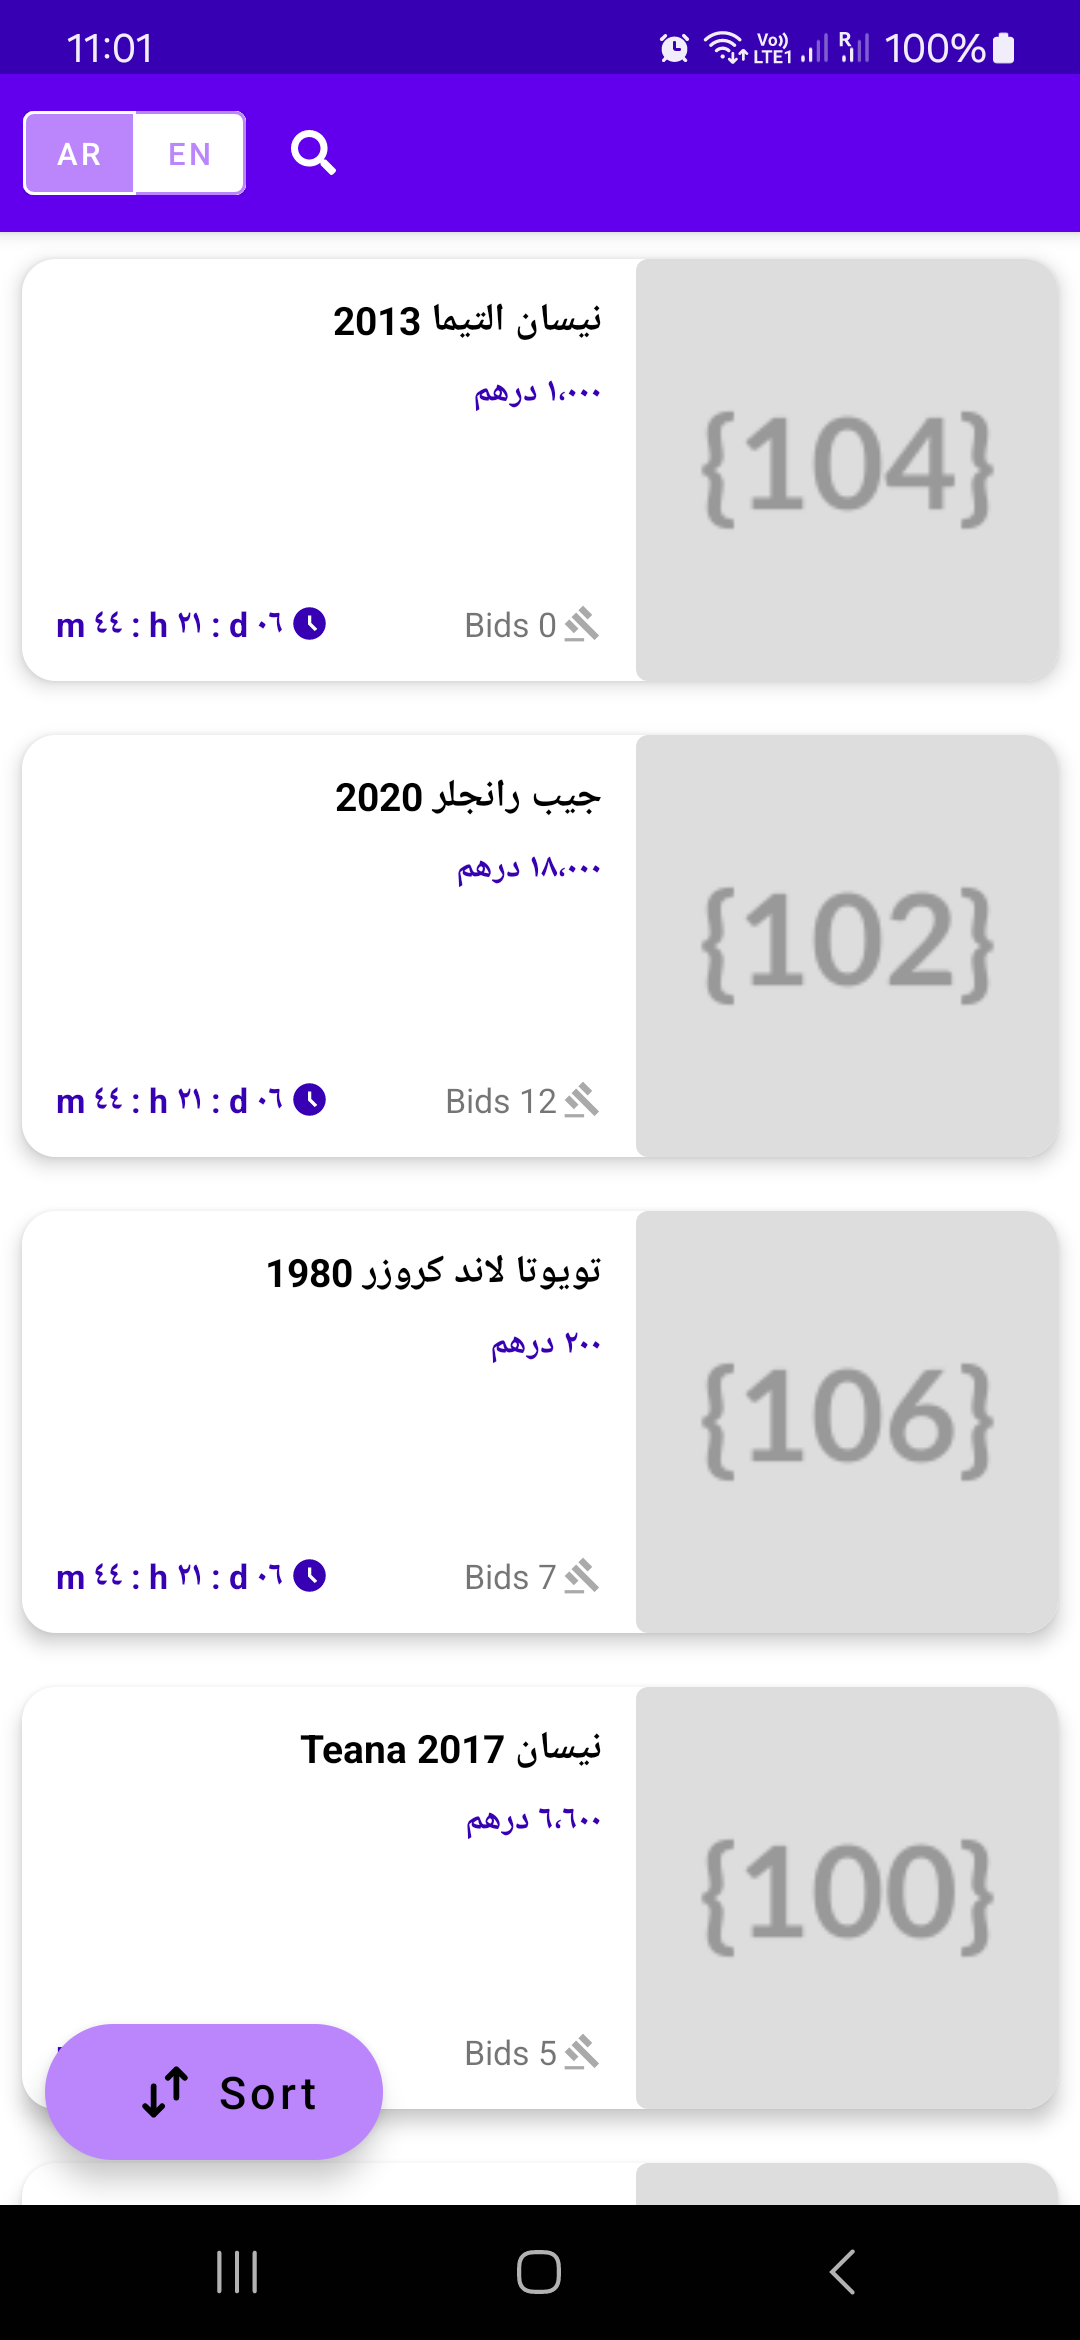 11:01 Vo)) LTE1 R 100%
AR EN
نيسان التيما 2013
١،٠٠٠ درهم
{104}
Bids 0
٠٦ d : ٢١ h : ٤٤ m
جيب رانجلر 2020
١٨،٠٠٠ درهم
{102}
Bids 12
٠٦ d : ٢١ h : ٤٤ m
تويوتا لاند كروزر 1980
٢٠٠ درهم
{106}
Bids 7
٠٦ d : ٢١ h : ٤٤ m
نيسان Teana 2017
٦،٦٠٠ درهم
{100}
Bids 5
Sort